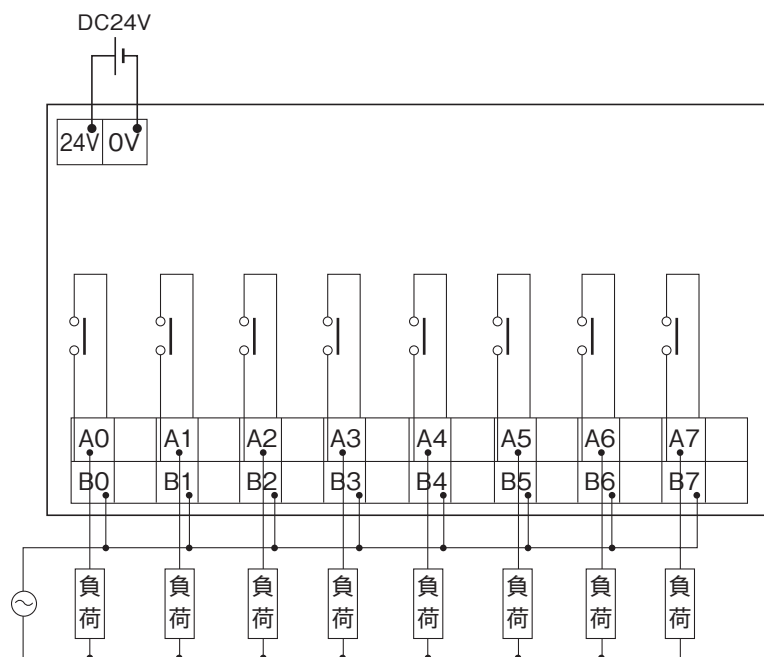 DC24V
24V 0V
A0 A1 A2 A3 A4 A5 A6 A7
B0 B1 B2 B3 B4 B5 B6 B7
負荷 負荷 負荷 負荷 負荷 負荷 負荷 負荷